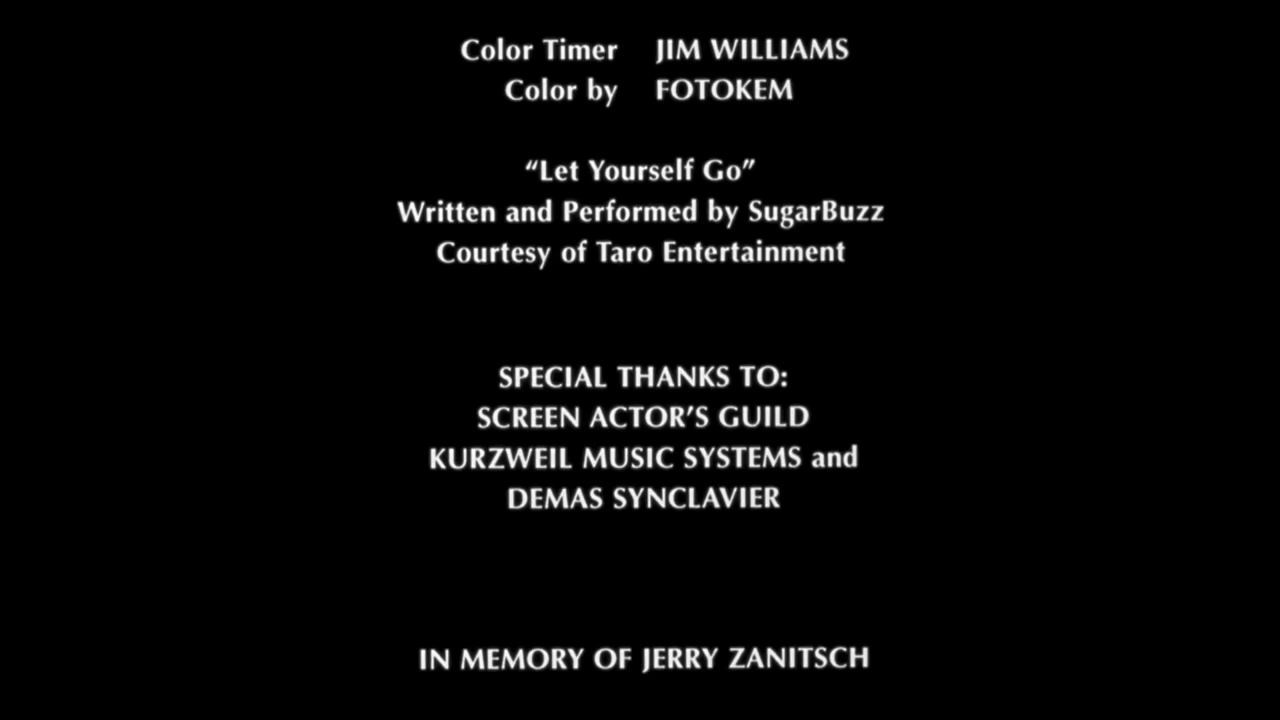 Color Timer JIM WILLIAMS
Color by FOTOKEM
“Let Yourself Go”
Written and Performed by SugarBuzz
Courtesy of Taro Entertainment
SPECIAL THANKS TO:
SCREEN ACTOR’S GUILD
KURZWEIL MUSIC SYSTEMS and
DEMAS SYNCLAVIER
IN MEMORY OF JERRY ZANITSCH